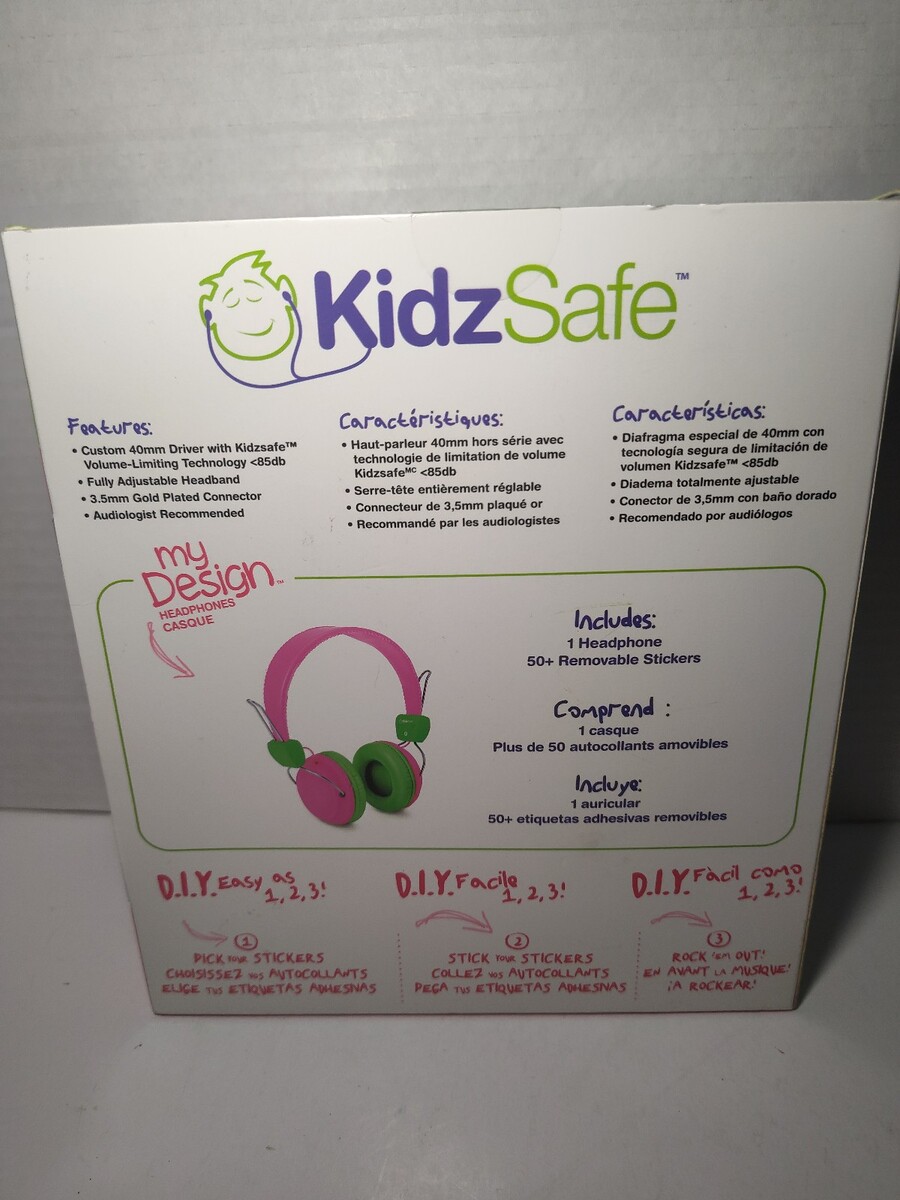 KidzSafe™
Features:
• Custom 40mm Driver with Kidzsafe™
Volume-Limiting Technology <85db
• Fully Adjustable Headband
• 3.5mm Gold Plated Connector
• Audiologist Recommended
Caractéristiques:
• Haut-parleur 40mm hors série avec
technologie de limitation de volume
Kidzsafeᴹᶜ <85db
• Serre-tête entièrement réglable
• Connecteur de 3,5mm plaqué or
• Recommandé par les audiologistes
Características:
• Diafragma especial de 40mm con
tecnología segura de limitación de
volumen Kidzsafe™ <85db
• Diadema totalmente ajustable
• Conector de 3,5mm con baño dorado
• Recomendado por audiólogos
my
Design™
HEADPHONES
CASQUE
Includes:
1 Headphone
50+ Removable Stickers
Comprend :
1 casque
Plus de 50 autocollants amovibles
Incluye:
1 auricular
50+ etiquetas adhesivas removibles
D.I.Y. Easy as
1, 2, 3!
1
PICK YOUR STICKERS
CHOISISSEZ VOS AUTOCOLLANTS
ELIGE TUS ETIQUETAS ADHESNAS
D.I.Y. Facile
1, 2, 3!
2
STICK YOUR STICKERS
COLLEZ VOS AUTOCOLLANTS
PEGA TUS ETIQUETAS ADHESNAS
D.I.Y. Fàcil como
1, 2, 3!
3
ROCK 'EM OUT!
EN AVANT LA MUSIQUE!
¡A ROCKEAR!